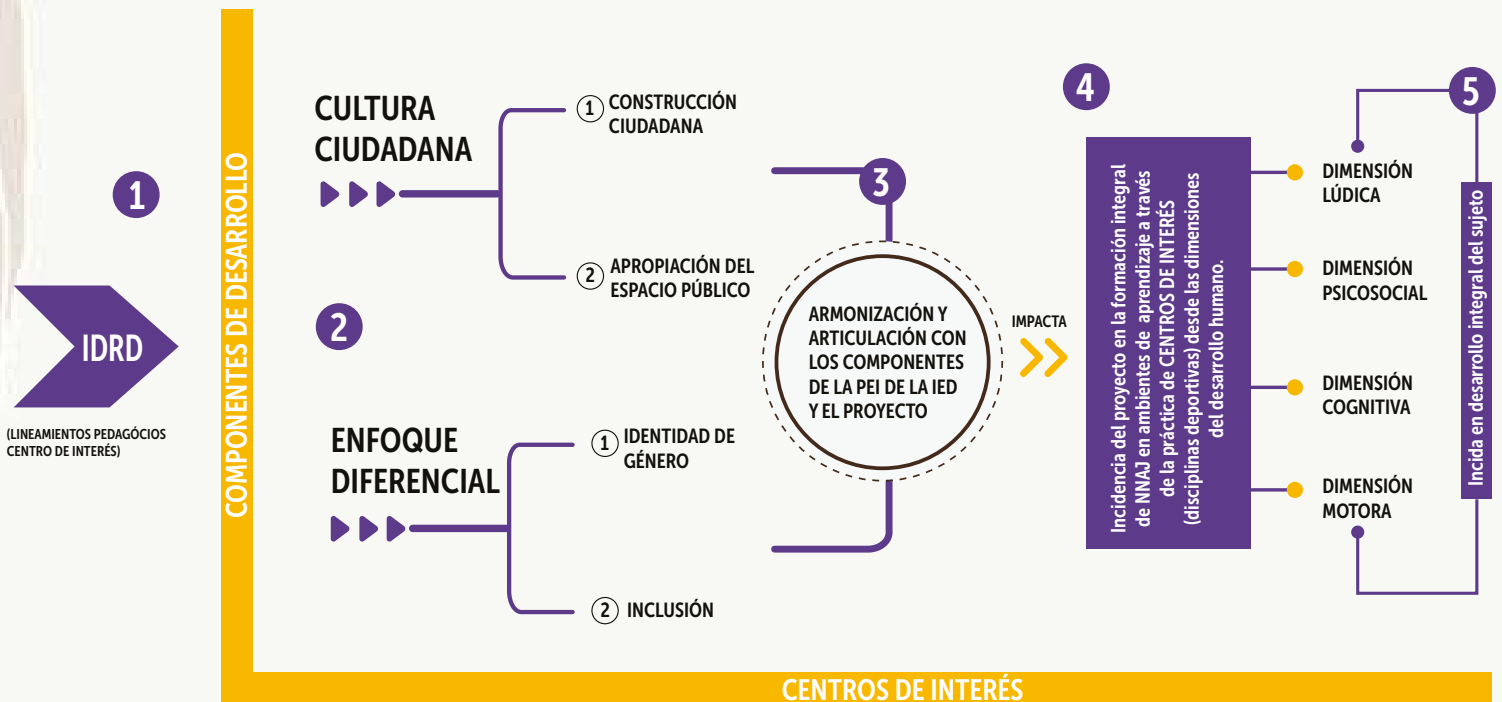 1
IDRD
(LINEAMIENTOS PEDAGÓCIOS
CENTRO DE INTERÉS)
COMPONENTES DE DESARROLLO
2
CULTURA
CIUDADANA
1 CONSTRUCCIÓN
CIUDADANA
2 APROPIACIÓN DEL
ESPACIO PÚBLICO
ENFOQUE
DIFERENCIAL
1 IDENTIDAD DE
GÉNERO
2 INCLUSIÓN
3
ARMONIZACIÓN Y
ARTICULACIÓN CON
LOS COMPONENTES
DE LA PEI DE LA IED
Y EL PROYECTO
IMPACTA
4
Incidencia del proyecto en la formación integral
de NNAJ en ambientes de aprendizaje a través
de la práctica de CENTROS DE INTERÉS
(disciplinas deportivas) desde las dimensiones
del desarrollo humano.
DIMENSIÓN
LÚDICA
DIMENSIÓN
PSICOSOCIAL
DIMENSIÓN
COGNITIVA
DIMENSIÓN
MOTORA
5
Incida en desarrollo integral del sujeto
CENTROS DE INTERÉS